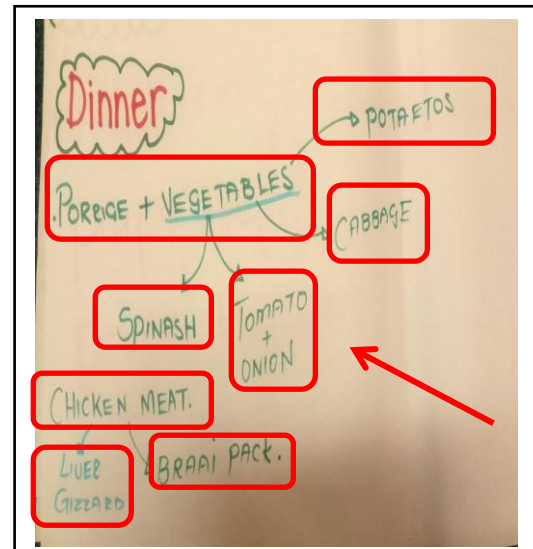 Dinner
POTAETOS
.PORRIGE + VEGETABLES
CABBAGE
SPINASH
TOMATO
+
ONION
CHICKEN MEAT.
LIVER
GIZZARD
BRAAI PACK.